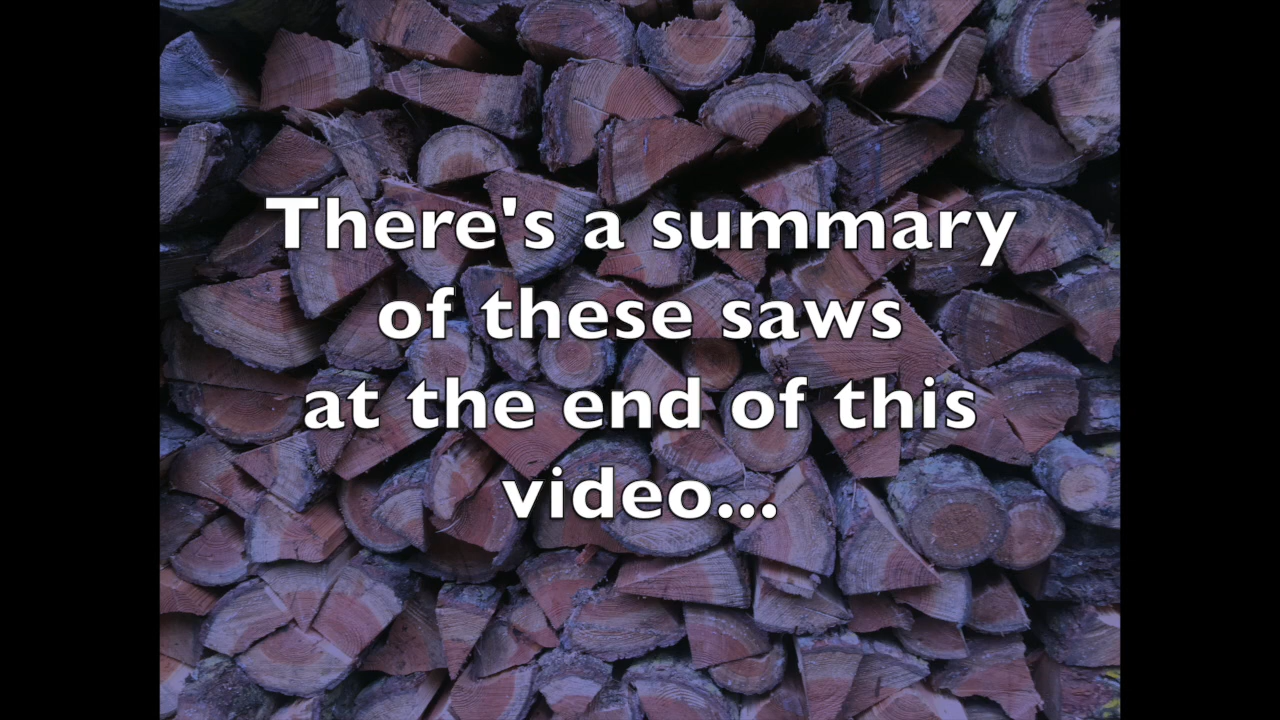 There's a summary
of these saws
at the end of this
video...